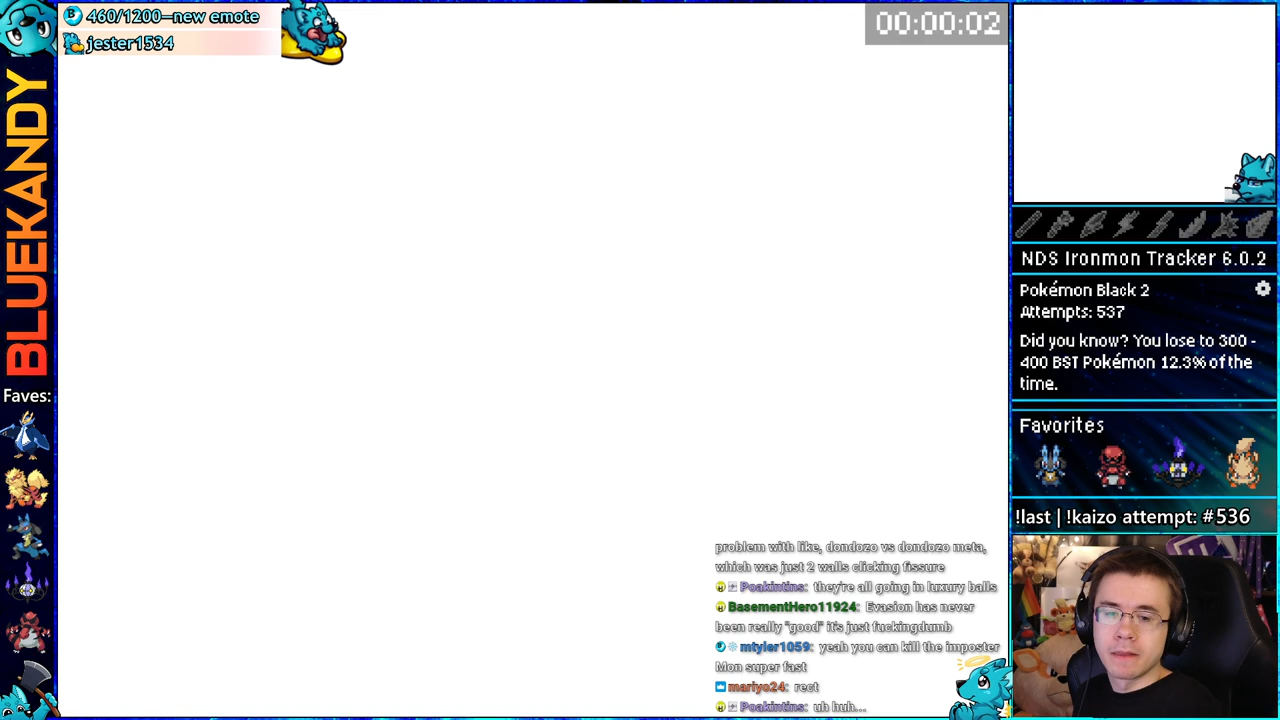 460/1200—new emote
jester1534
BLUEKANDY
Faves:
00:00:02
NDS Ironmon Tracker 6.0.2
Pokémon Black 2
Attempts: 537
Did you know? You lose to 300 -
400 BST Pokémon 12.3% of the
time.
Favorites
!last | !kaizo attempt: #536
problem with like, dondozo vs dondozo meta,
which was just 2 walls clicking fissure
Poakintins: they're all going in luxury balls
BasementHero11924: Evasion has never
been really "good" it's just fuckingdumb
mtyler1059: yeah you can kill the imposter
Mon super fast
mariyo24: rect
Poakintins: uh huh...